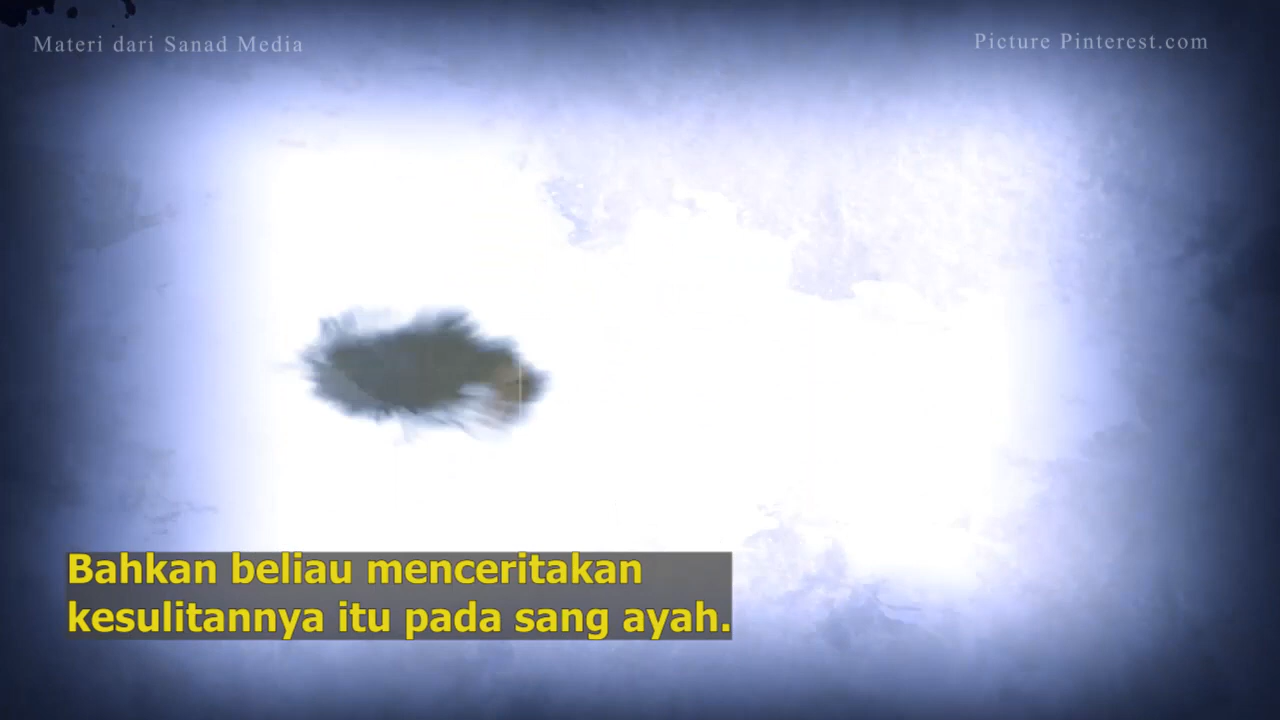 Materi dari Sanad Media
Picture Pinterest.com
Bahkan beliau menceritakan
kesulitannya itu pada sang ayah.